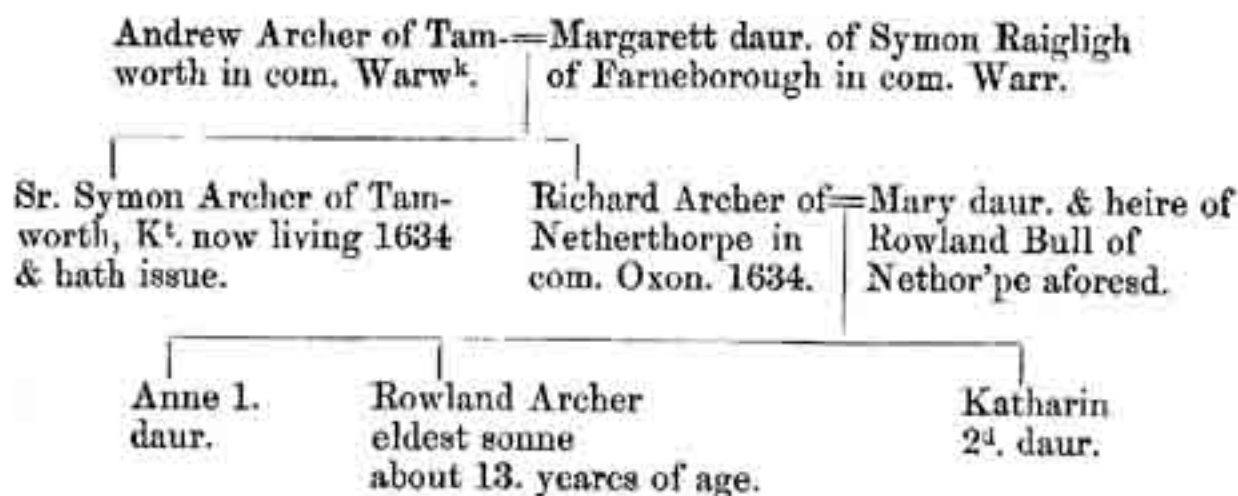 Andrew Archer of Tam-=Margarett daur. of Symon Raigligh
worth in com. Warwᵏ. of Farneborough in com. Warr.
Sr. Symon Archer of Tam-
worth, Kᵗ. now living 1634
& hath issue.
Richard Archer of=Mary daur. & heire of
Netherthorpe in Rowland Bull of
com. Oxon. 1634. Nethor'pe aforesd.
Anne 1.
daur.
Rowland Archer
eldest sonne
about 13. yeares of age.
Katharin
2ᵈ. daur.